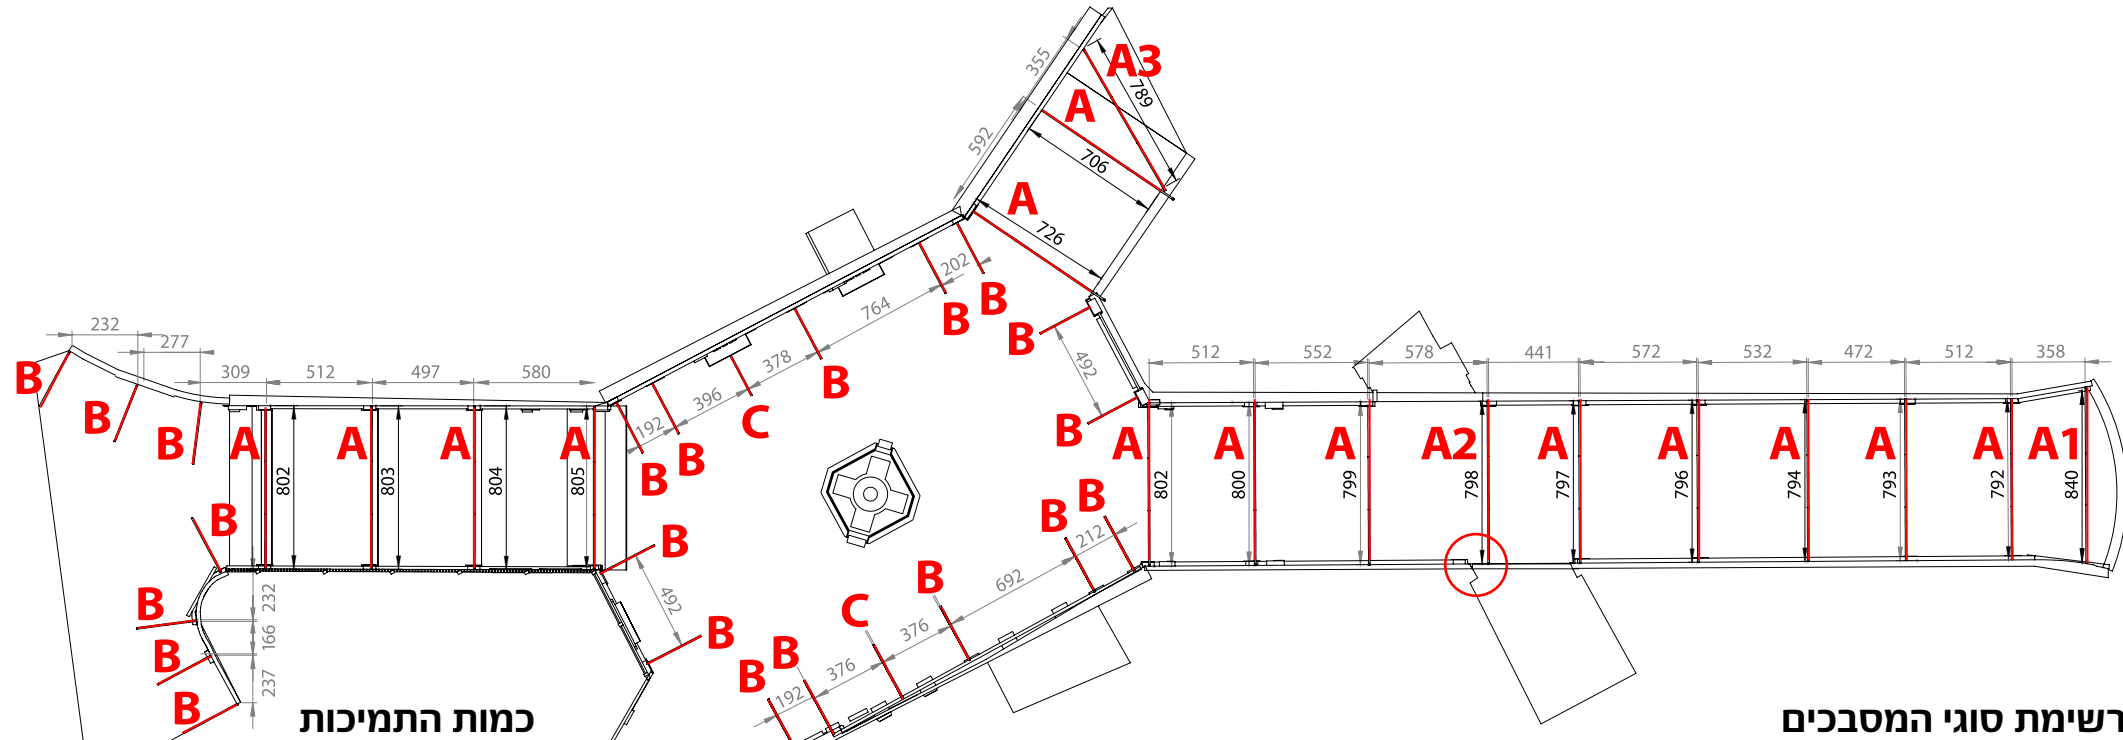 355
A3
789
A
592
706
A
726
202
764
B
B
B
232
277
378
B
492
512
552
578
441
572
532
472
512
358
B
309
512
497
580
396
C
B
192
B
B
B
B
A
A
A
A
B
B
A
A
A
A2
A
A
A
A
A
A1
802
803
804
805
802
800
799
798
797
796
794
793
792
840
B
B
B
212
B
B
232
492
692
B
C
166
B
376
B
376
237
B
B
B
192
כמות התמיכות
רשימת סוגי המסבכים